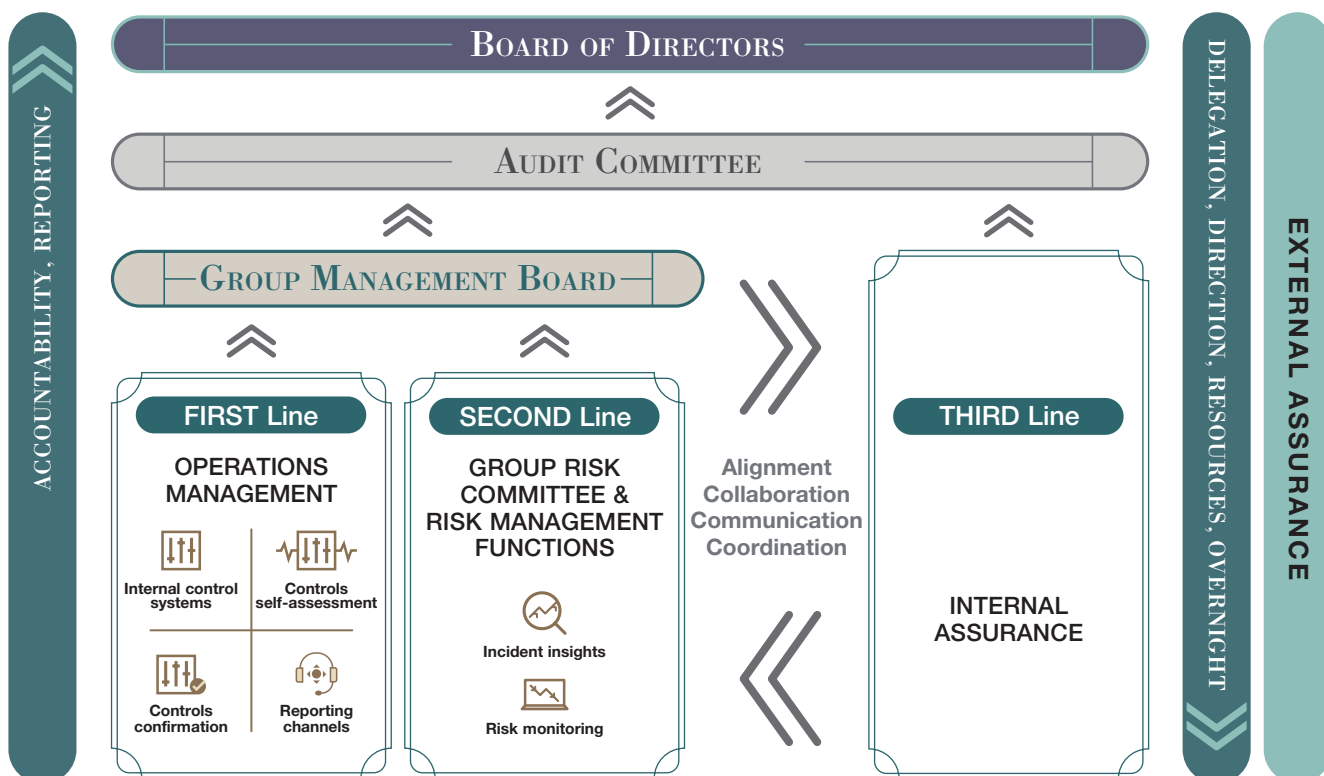 BOARD OF DIRECTORS
AUDIT COMMITTEE
GROUP MANAGEMENT BOARD
ACCOUNTABILITY, REPORTING
FIRST Line
OPERATIONS
MANAGEMENT
Internal control
systems
Controls
self-assessment
Controls
confirmation
Reporting
channels
SECOND Line
GROUP RISK
COMMITTEE &
RISK MANAGEMENT
FUNCTIONS
Incident insights
Risk monitoring
Alignment
Collaboration
Communication
Coordination
THIRD Line
INTERNAL
ASSURANCE
DELEGATION, DIRECTION, RESOURCES, OVERNIGHT
EXTERNAL ASSURANCE